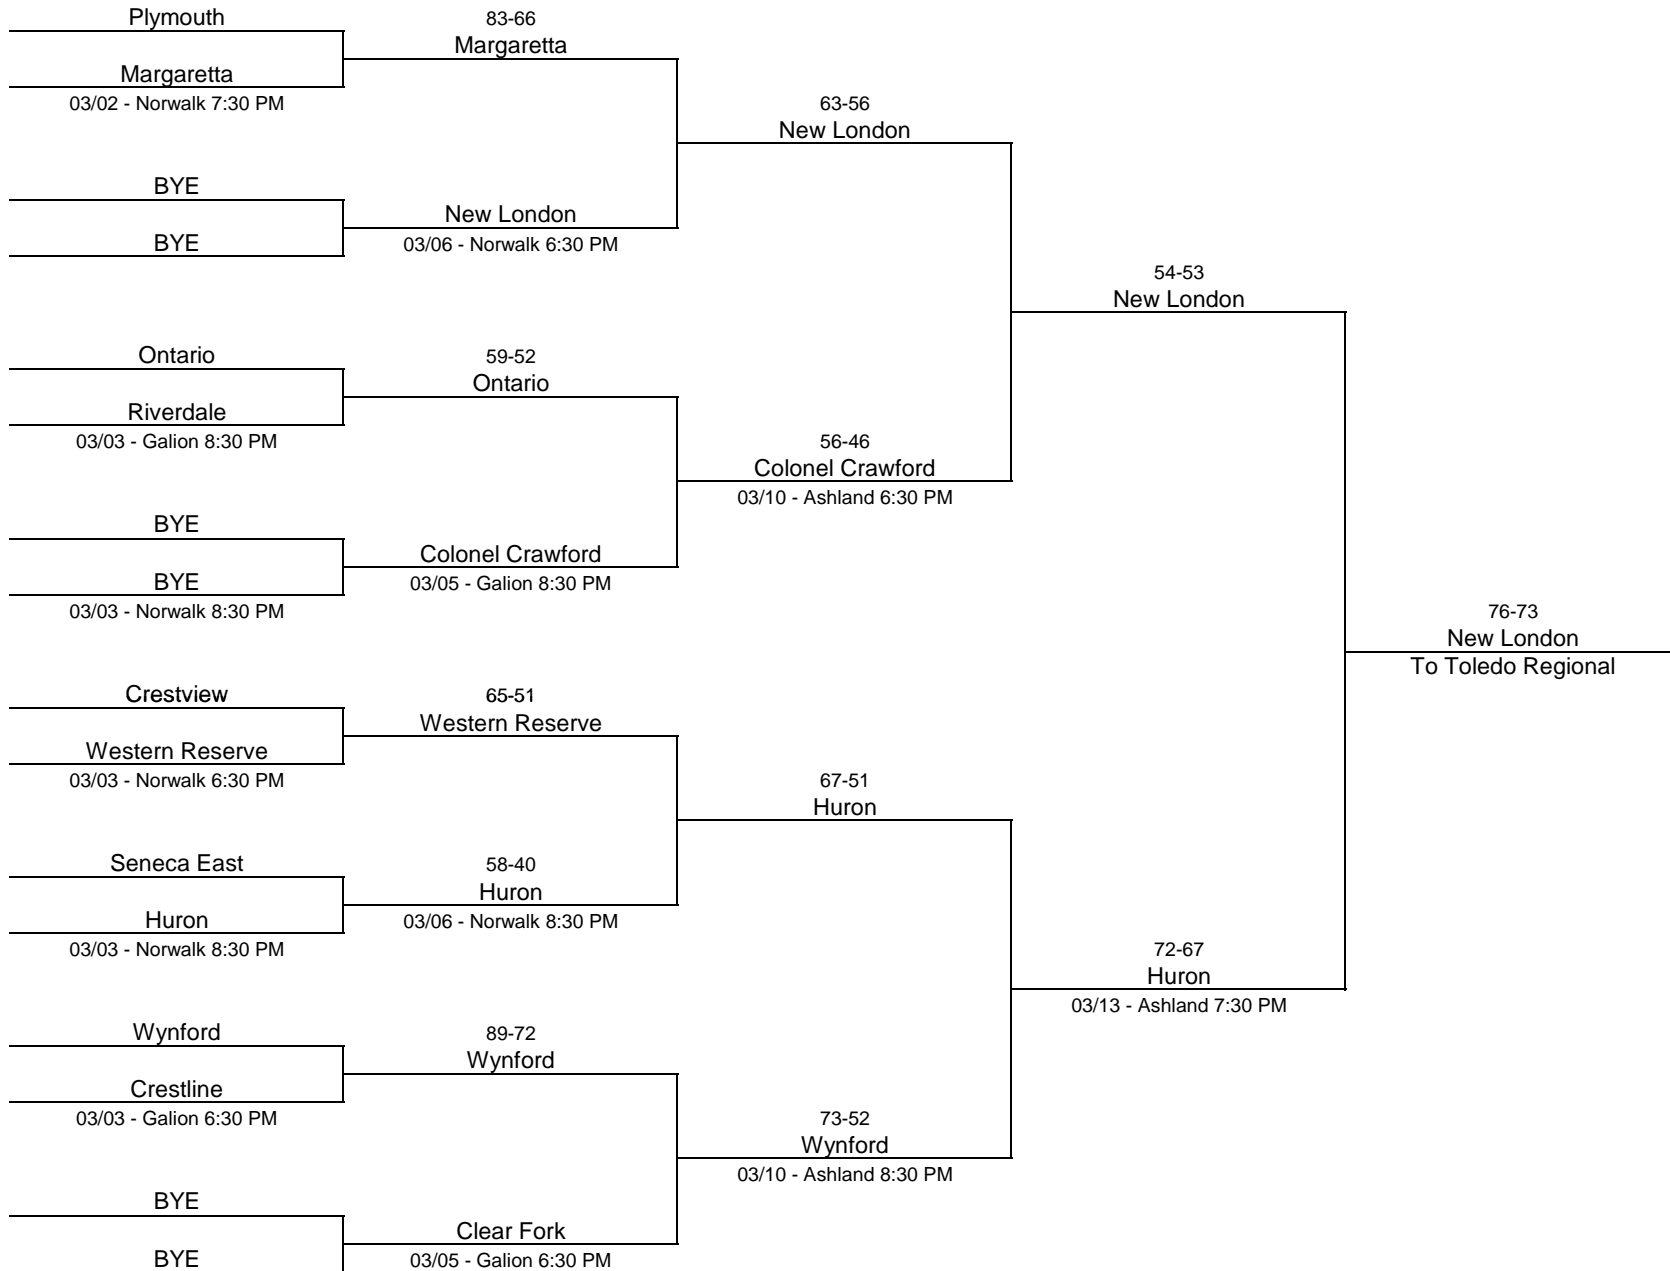 Plymouth
83-66
Margaretta
Margaretta
03/02 - Norwalk 7:30 PM
63-56
New London
BYE
New London
BYE
03/06 - Norwalk 6:30 PM
54-53
New London
Ontario
59-52
Ontario
Riverdale
03/03 - Galion 8:30 PM
56-46
Colonel Crawford
03/10 - Ashland 6:30 PM
BYE
Colonel Crawford
BYE
03/05 - Galion 8:30 PM
03/03 - Norwalk 8:30 PM
76-73
New London
To Toledo Regional
Crestview
65-51
Western Reserve
Western Reserve
03/03 - Norwalk 6:30 PM
67-51
Huron
Seneca East
58-40
Huron
Huron
03/06 - Norwalk 8:30 PM
03/03 - Norwalk 8:30 PM
72-67
Huron
03/13 - Ashland 7:30 PM
Wynford
89-72
Wynford
Crestline
03/03 - Galion 6:30 PM
73-52
Wynford
03/10 - Ashland 8:30 PM
BYE
Clear Fork
BYE
03/05 - Galion 6:30 PM